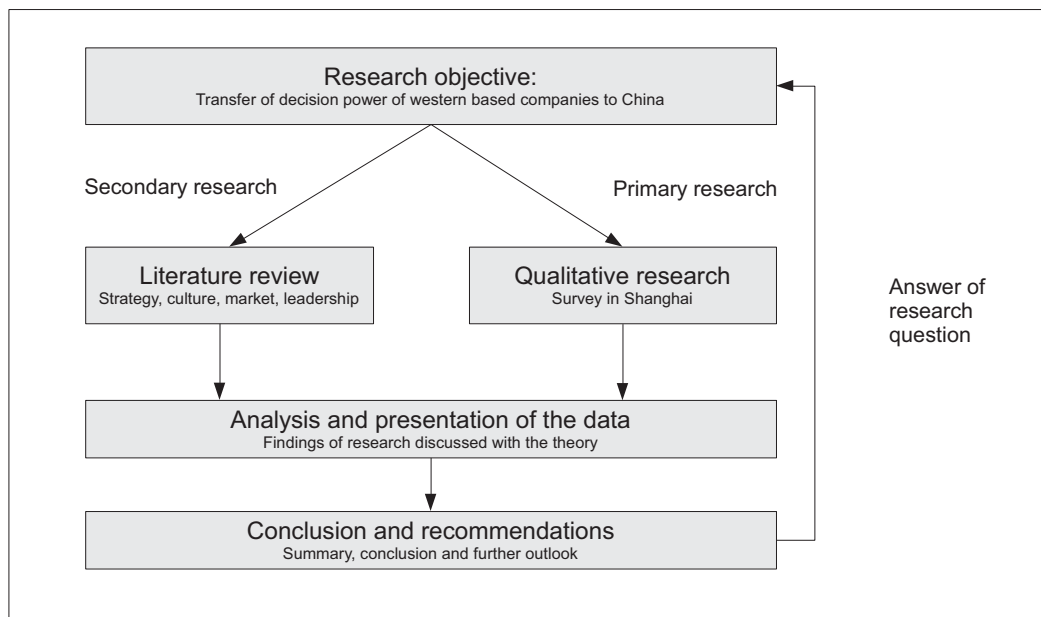 Research objective:
Transfer of decision power of western based companies to China
Secondary research
Primary research
Literature review
Strategy, culture, market, leadership
Qualitative research
Survey in Shanghai
Answer of
research
question
Analysis and presentation of the data
Findings of research discussed with the theory
Conclusion and recommendations
Summary, conclusion and further outlook